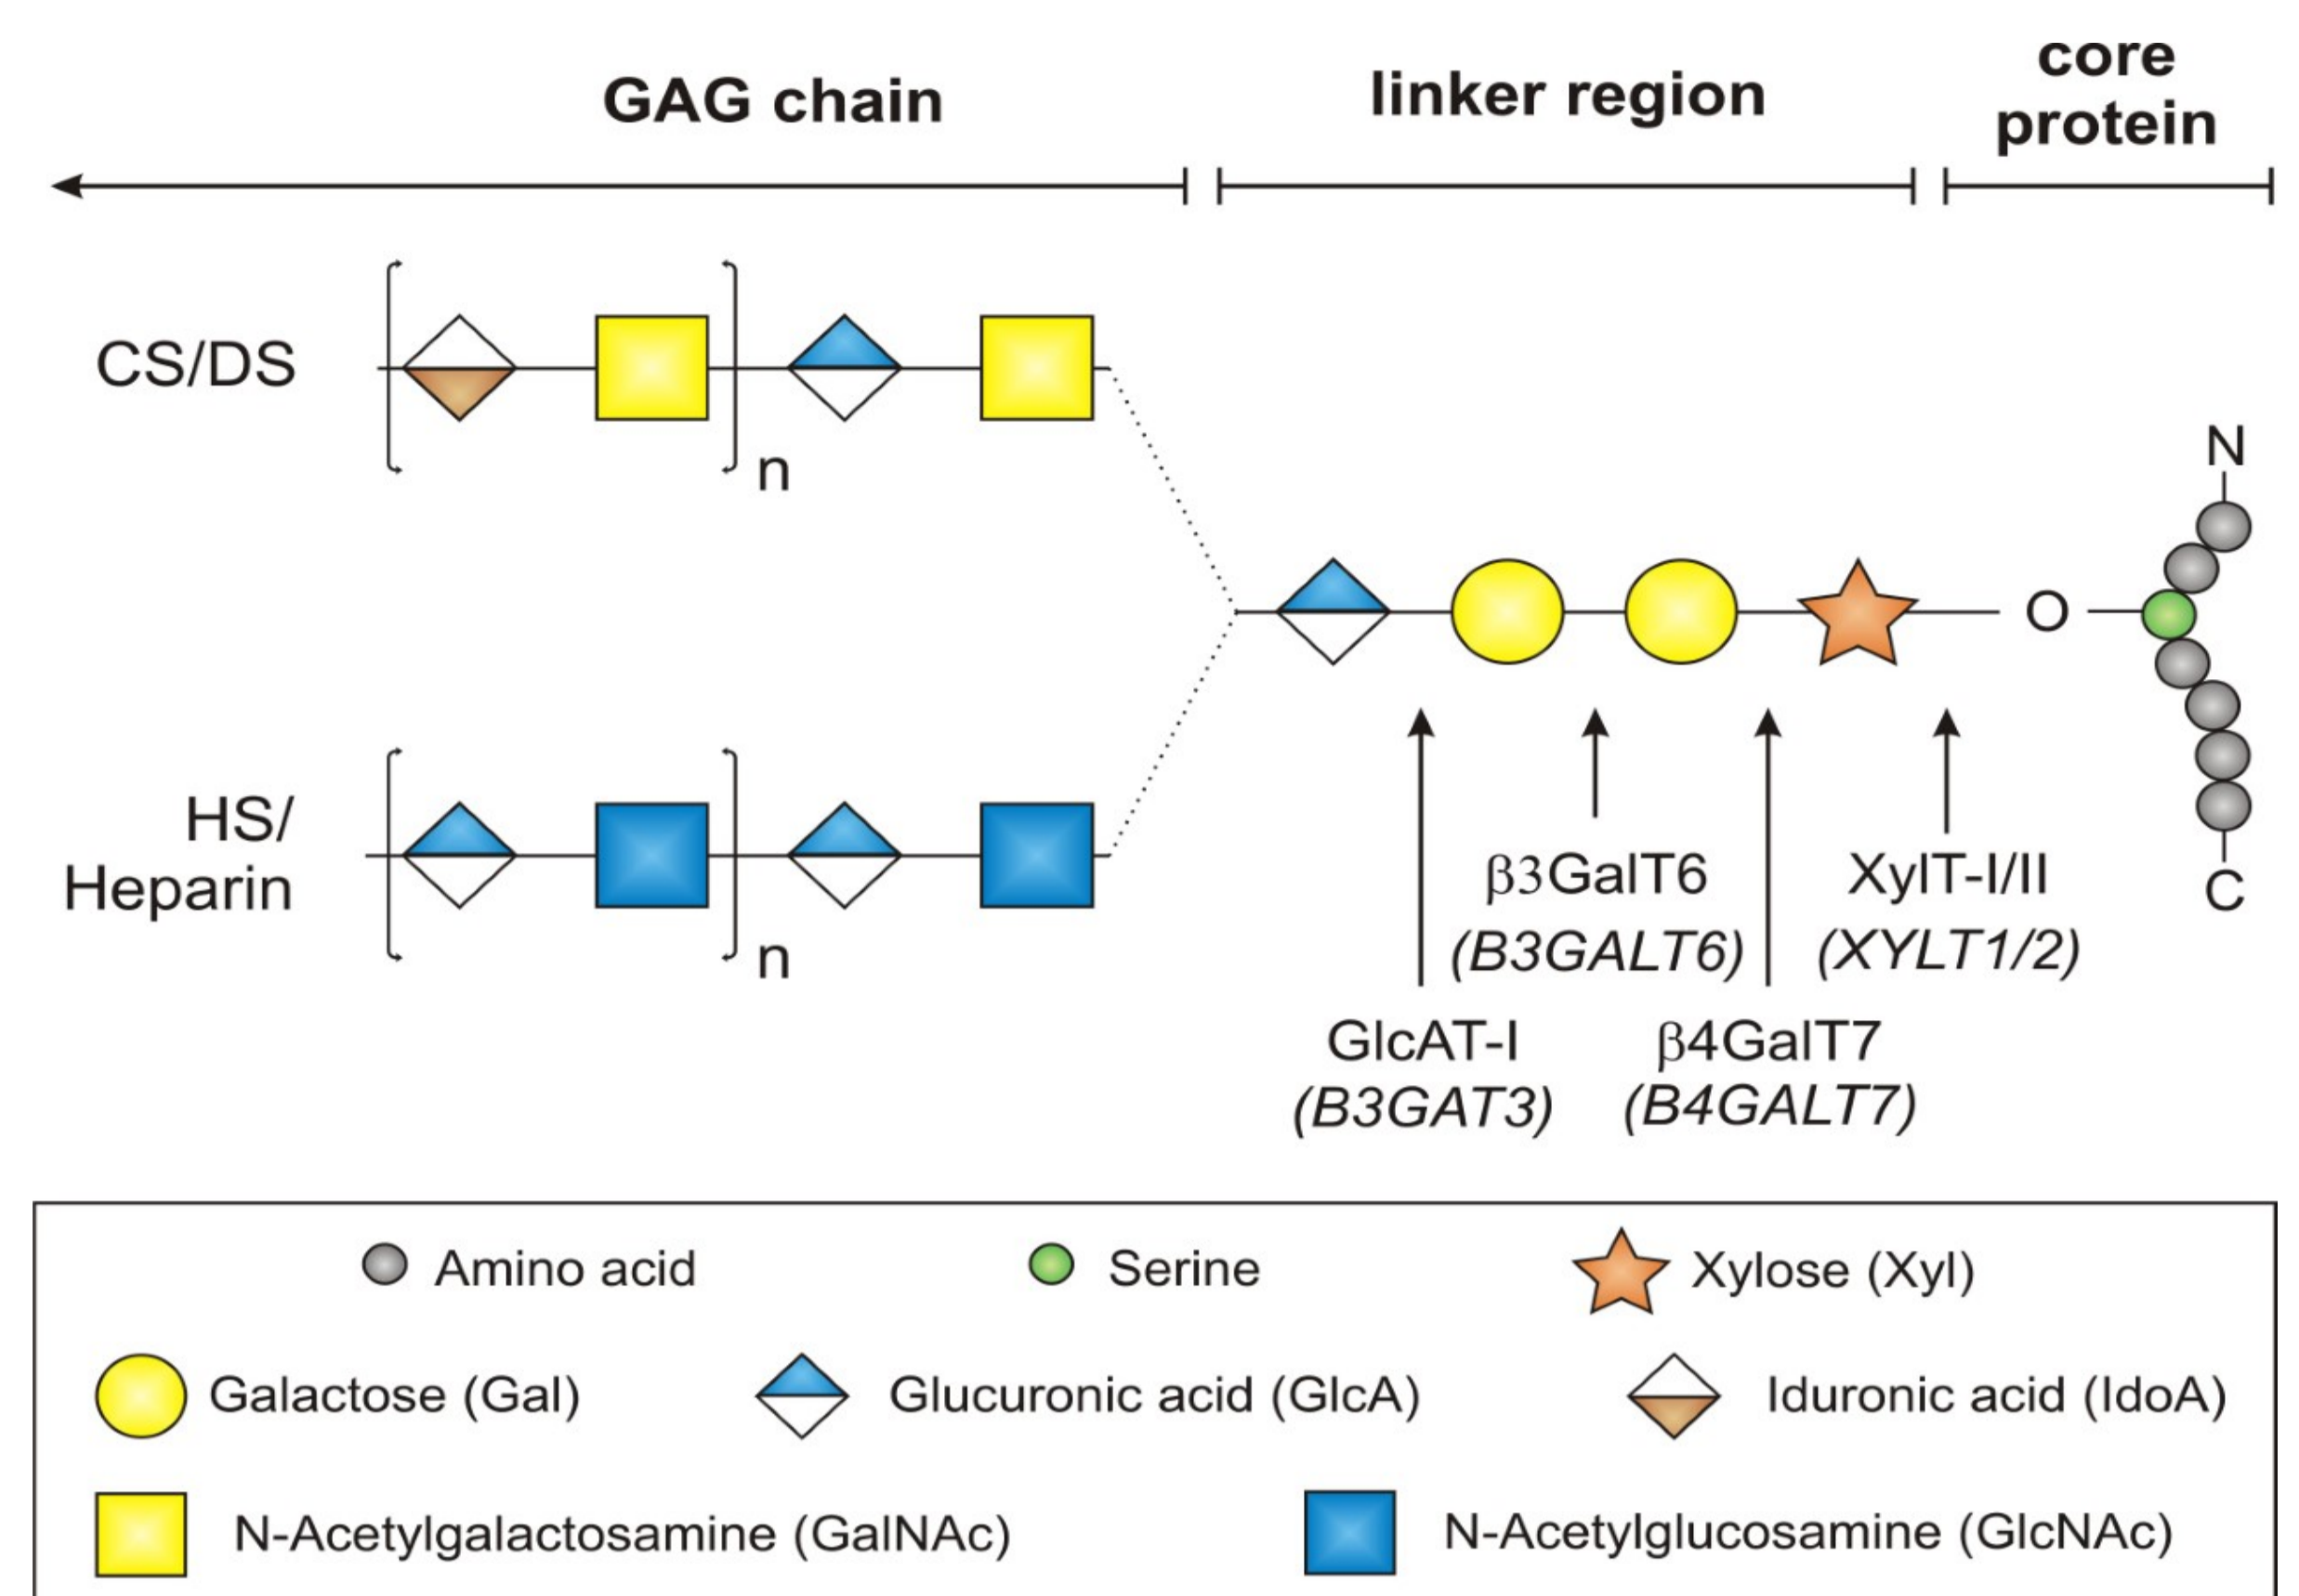 GAG chain
linker region
core
protein
CS/DS
n
N
O
HS/
Heparin
n
C
β3GalT6
(B3GALT6)
XylT-I/II
(XYLT1/2)
GlcAT-I
(B3GAT3)
β4GalT7
(B4GALT7)
Amino acid
Serine
Xylose (Xyl)
Galactose (Gal)
Glucuronic acid (GlcA)
Iduronic acid (IdoA)
N-Acetylgalactosamine (GalNAc)
N-Acetylglucosamine (GlcNAc)